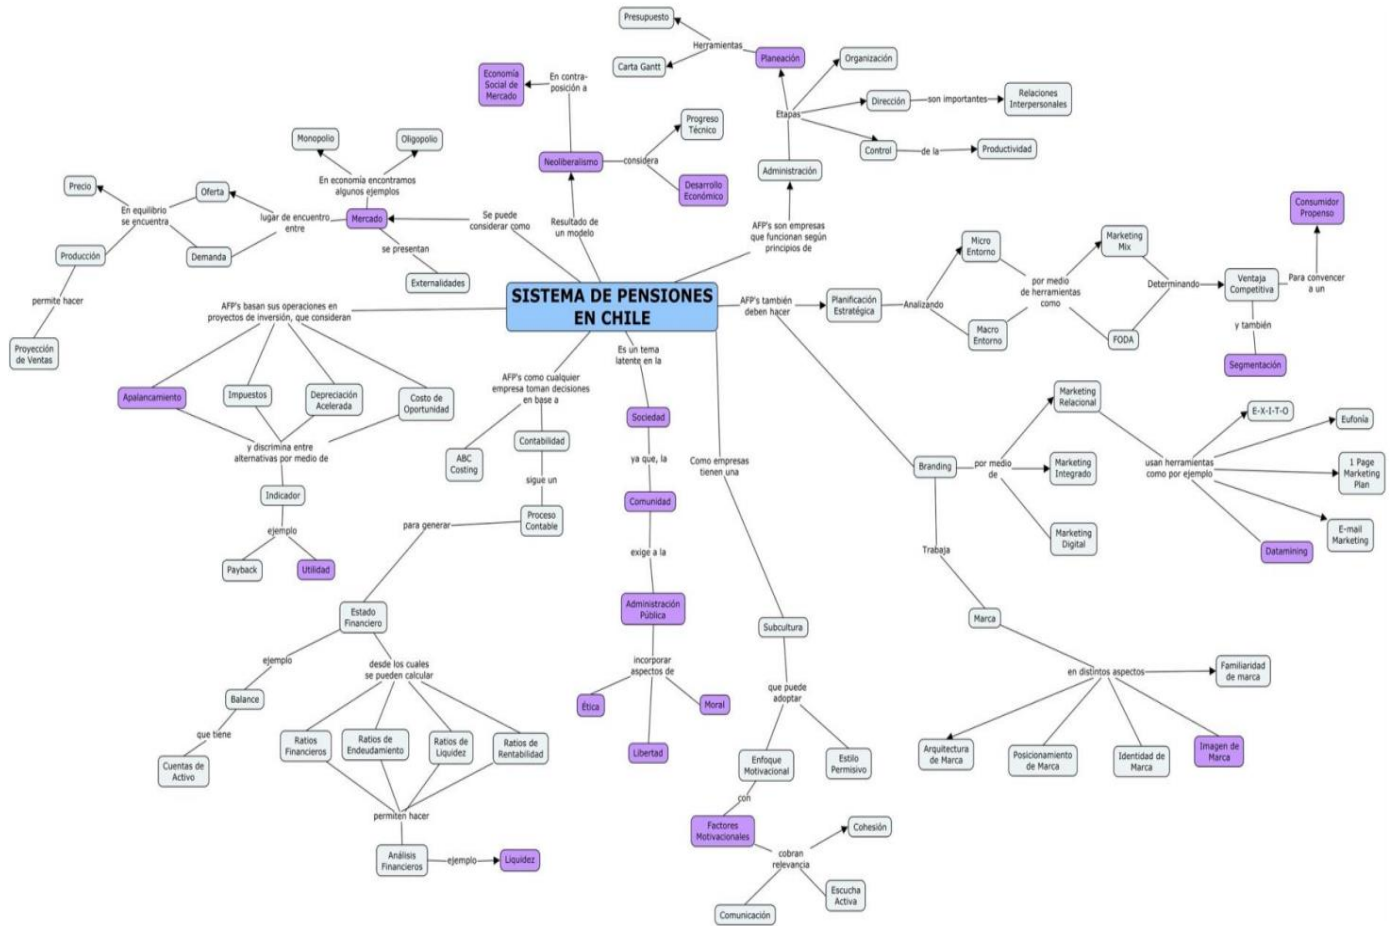 Presupuesto
Herramientas
Carta Gantt
Planeación
Organización
Etapas
Dirección
son importantes
Relaciones
Interpersonales
Control
de la
Productividad
Administración
AFP's son empresas
que funcionan según
principios de
Economía
Social de
Mercado
En contra-
posición a
Neoliberalismo
considera
Progreso
Técnico
Desarrollo
Económico
Resultado de
un modelo
Monopolio
Oligopolio
En economía encontramos
algunos ejemplos
Mercado
Se puede
considerar como
lugar de encuentro
entre
Oferta
Demanda
En equilibrio
se encuentra
Precio
Producción
permite hacer
Proyección
de Ventas
se presentan
Externalidades
SISTEMA DE PENSIONES
EN CHILE
AFP's basan sus operaciones en
proyectos de inversión, que consideran
Apalancamiento
Impuestos
Depreciación
Acelerada
Costo de
Oportunidad
y discrimina entre
alternativas por medio de
Indicador
ejemplo
Payback
Utilidad
AFP's como cualquier
empresa toman decisiones
en base a
ABC
Costing
Contabilidad
sigue un
Proceso
Contable
para generar
Estado
Financiero
ejemplo
Balance
que tiene
Cuentas de
Activo
desde los cuales
se pueden calcular
Ratios
Financieros
Ratios de
Endeudamiento
Ratios de
Liquidez
Ratios de
Rentabilidad
permiten hacer
Análisis
Financieros
ejemplo
Liquidez
Es un tema
latente en la
Sociedad
ya que, la
Comunidad
exige a la
Administración
Pública
incorporar
aspectos de
Ética
Libertad
Moral
Como empresas
tienen una
Subcultura
que puede
adoptar
Enfoque
Motivacional
Estilo
Permisivo
con
Factores
Motivacionales
cobran
relevancia
Cohesión
Escucha
Activa
Comunicación
AFP's también
deben hacer
Planificación
Estratégica
Analizando
Micro
Entorno
Macro
Entorno
por medio
de herramientas
como
Marketing
Mix
FODA
Determinando
Ventaja
Competitiva
Para convencer
a un
Consumidor
Propenso
y también
Segmentación
Branding
por medio
de
Marketing
Relacional
Marketing
Integrado
Marketing
Digital
usan herramientas
como por ejemplo
E-X-I-T-O
Eufonía
1 Page
Marketing
Plan
E-mail
Marketing
Datamining
Trabaja
Marca
en distintos aspectos
Familiaridad
de marca
Arquitectura
de Marca
Posicionamiento
de Marca
Identidad de
Marca
Imagen de
Marca